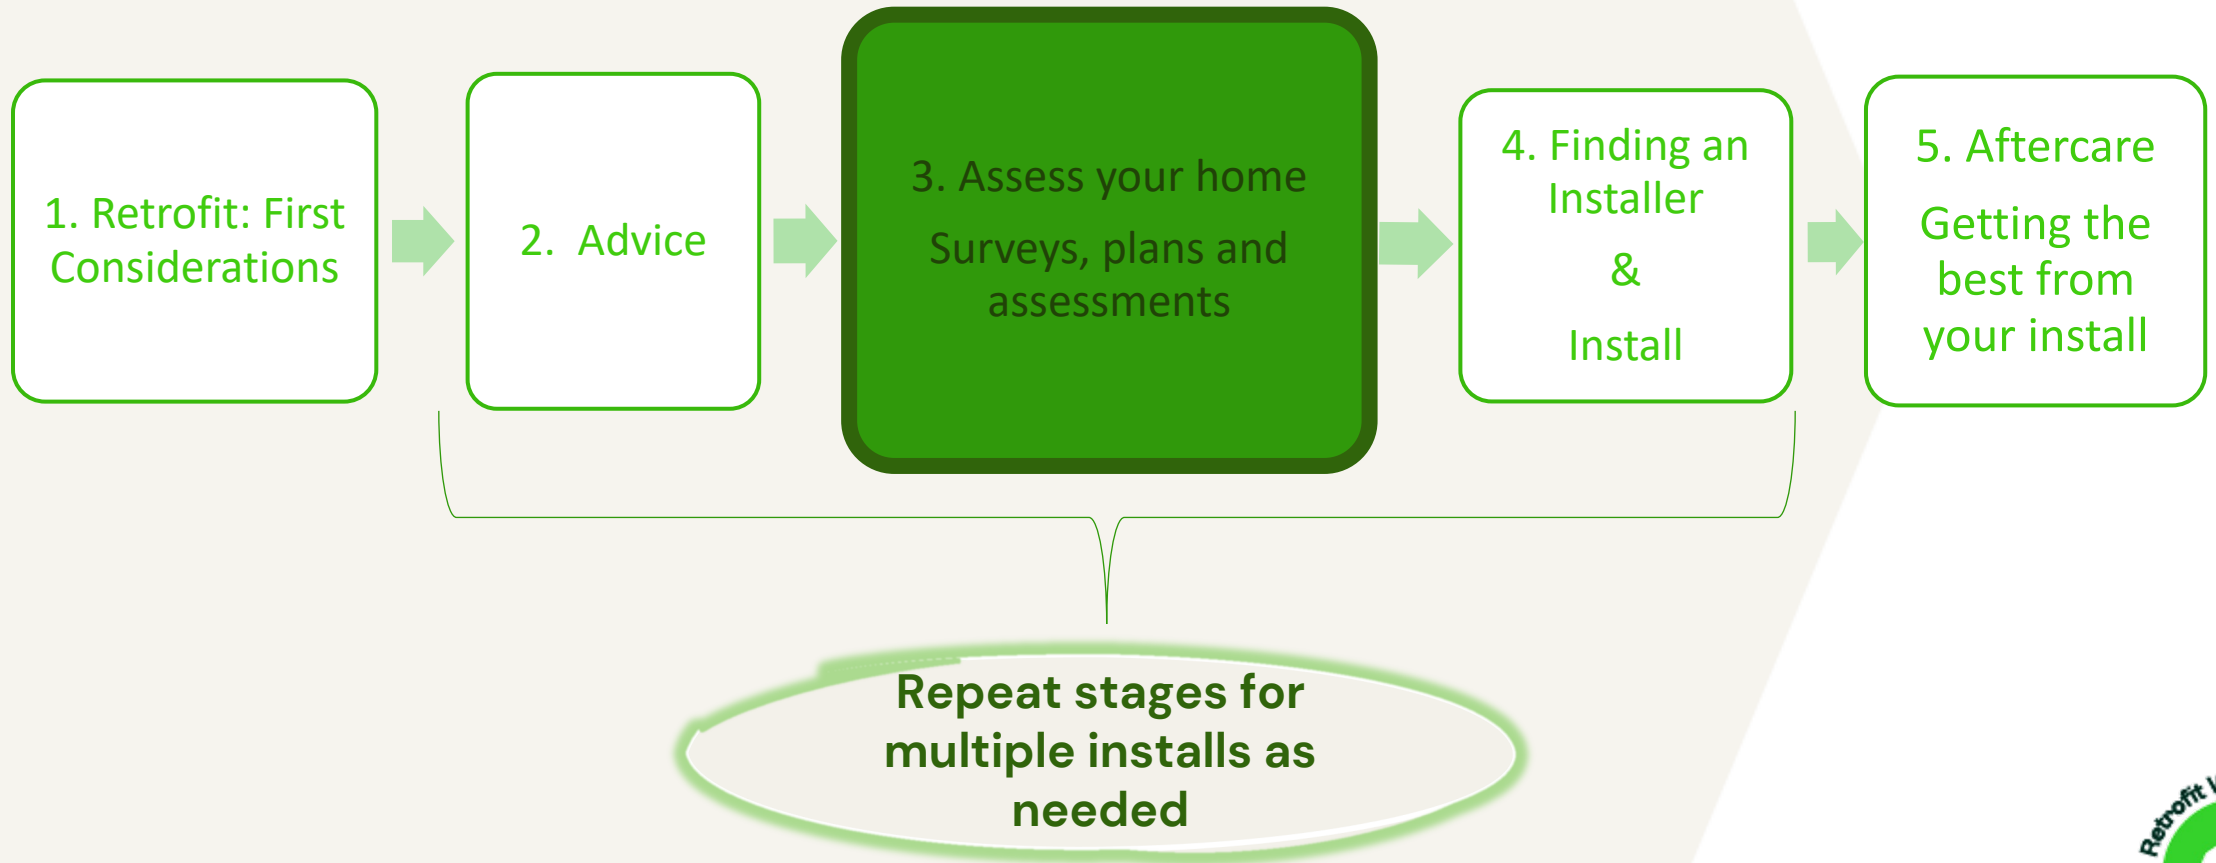 1. Retrofit: First
Considerations
2. Advice
3. Assess your home
Surveys, plans and
assessments
4. Finding an
Installer
&
Install
5. Aftercare
Getting the
best from
your install
Repeat stages for
multiple installs as
needed
Retrofit